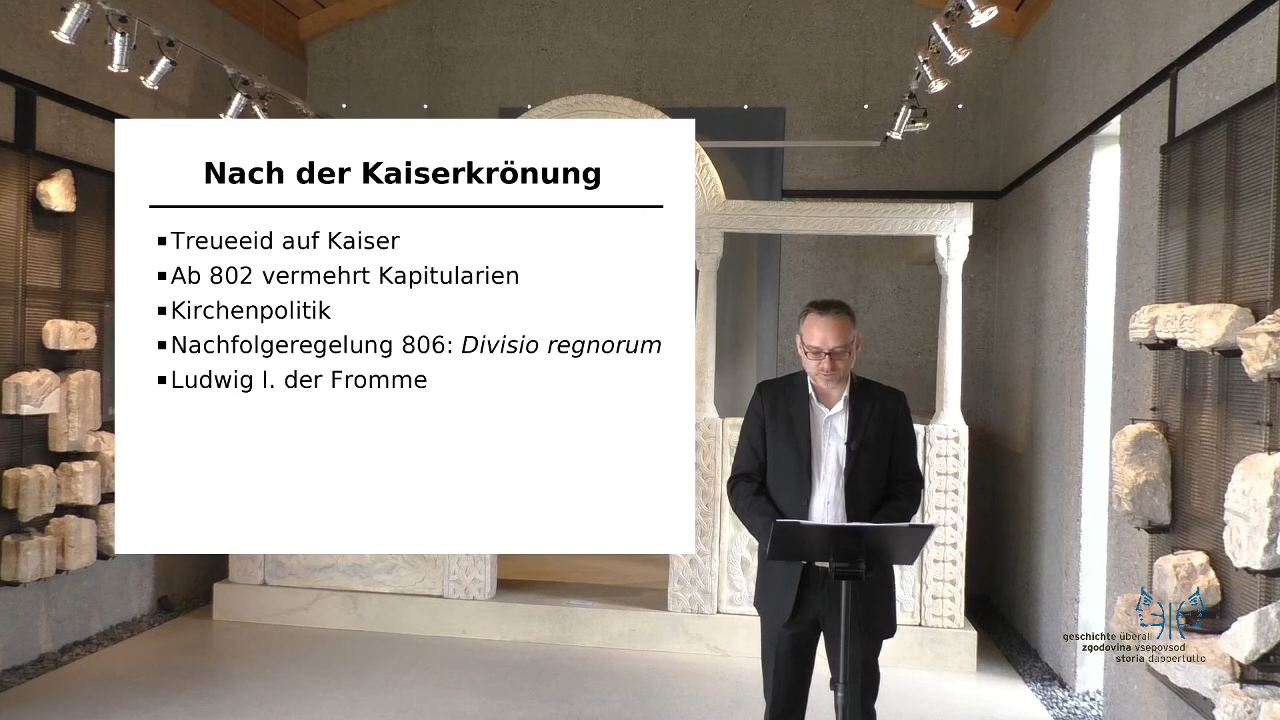 Nach der Kaiserkrönung
▪Treueeid auf Kaiser
▪Ab 802 vermehrt Kapitularien
▪Kirchenpolitik
▪Nachfolgeregelung 806: Divisio regnorum
▪Ludwig I. der Fromme
geschichte überal
zgodovina vsepovsod
storia dappertutto